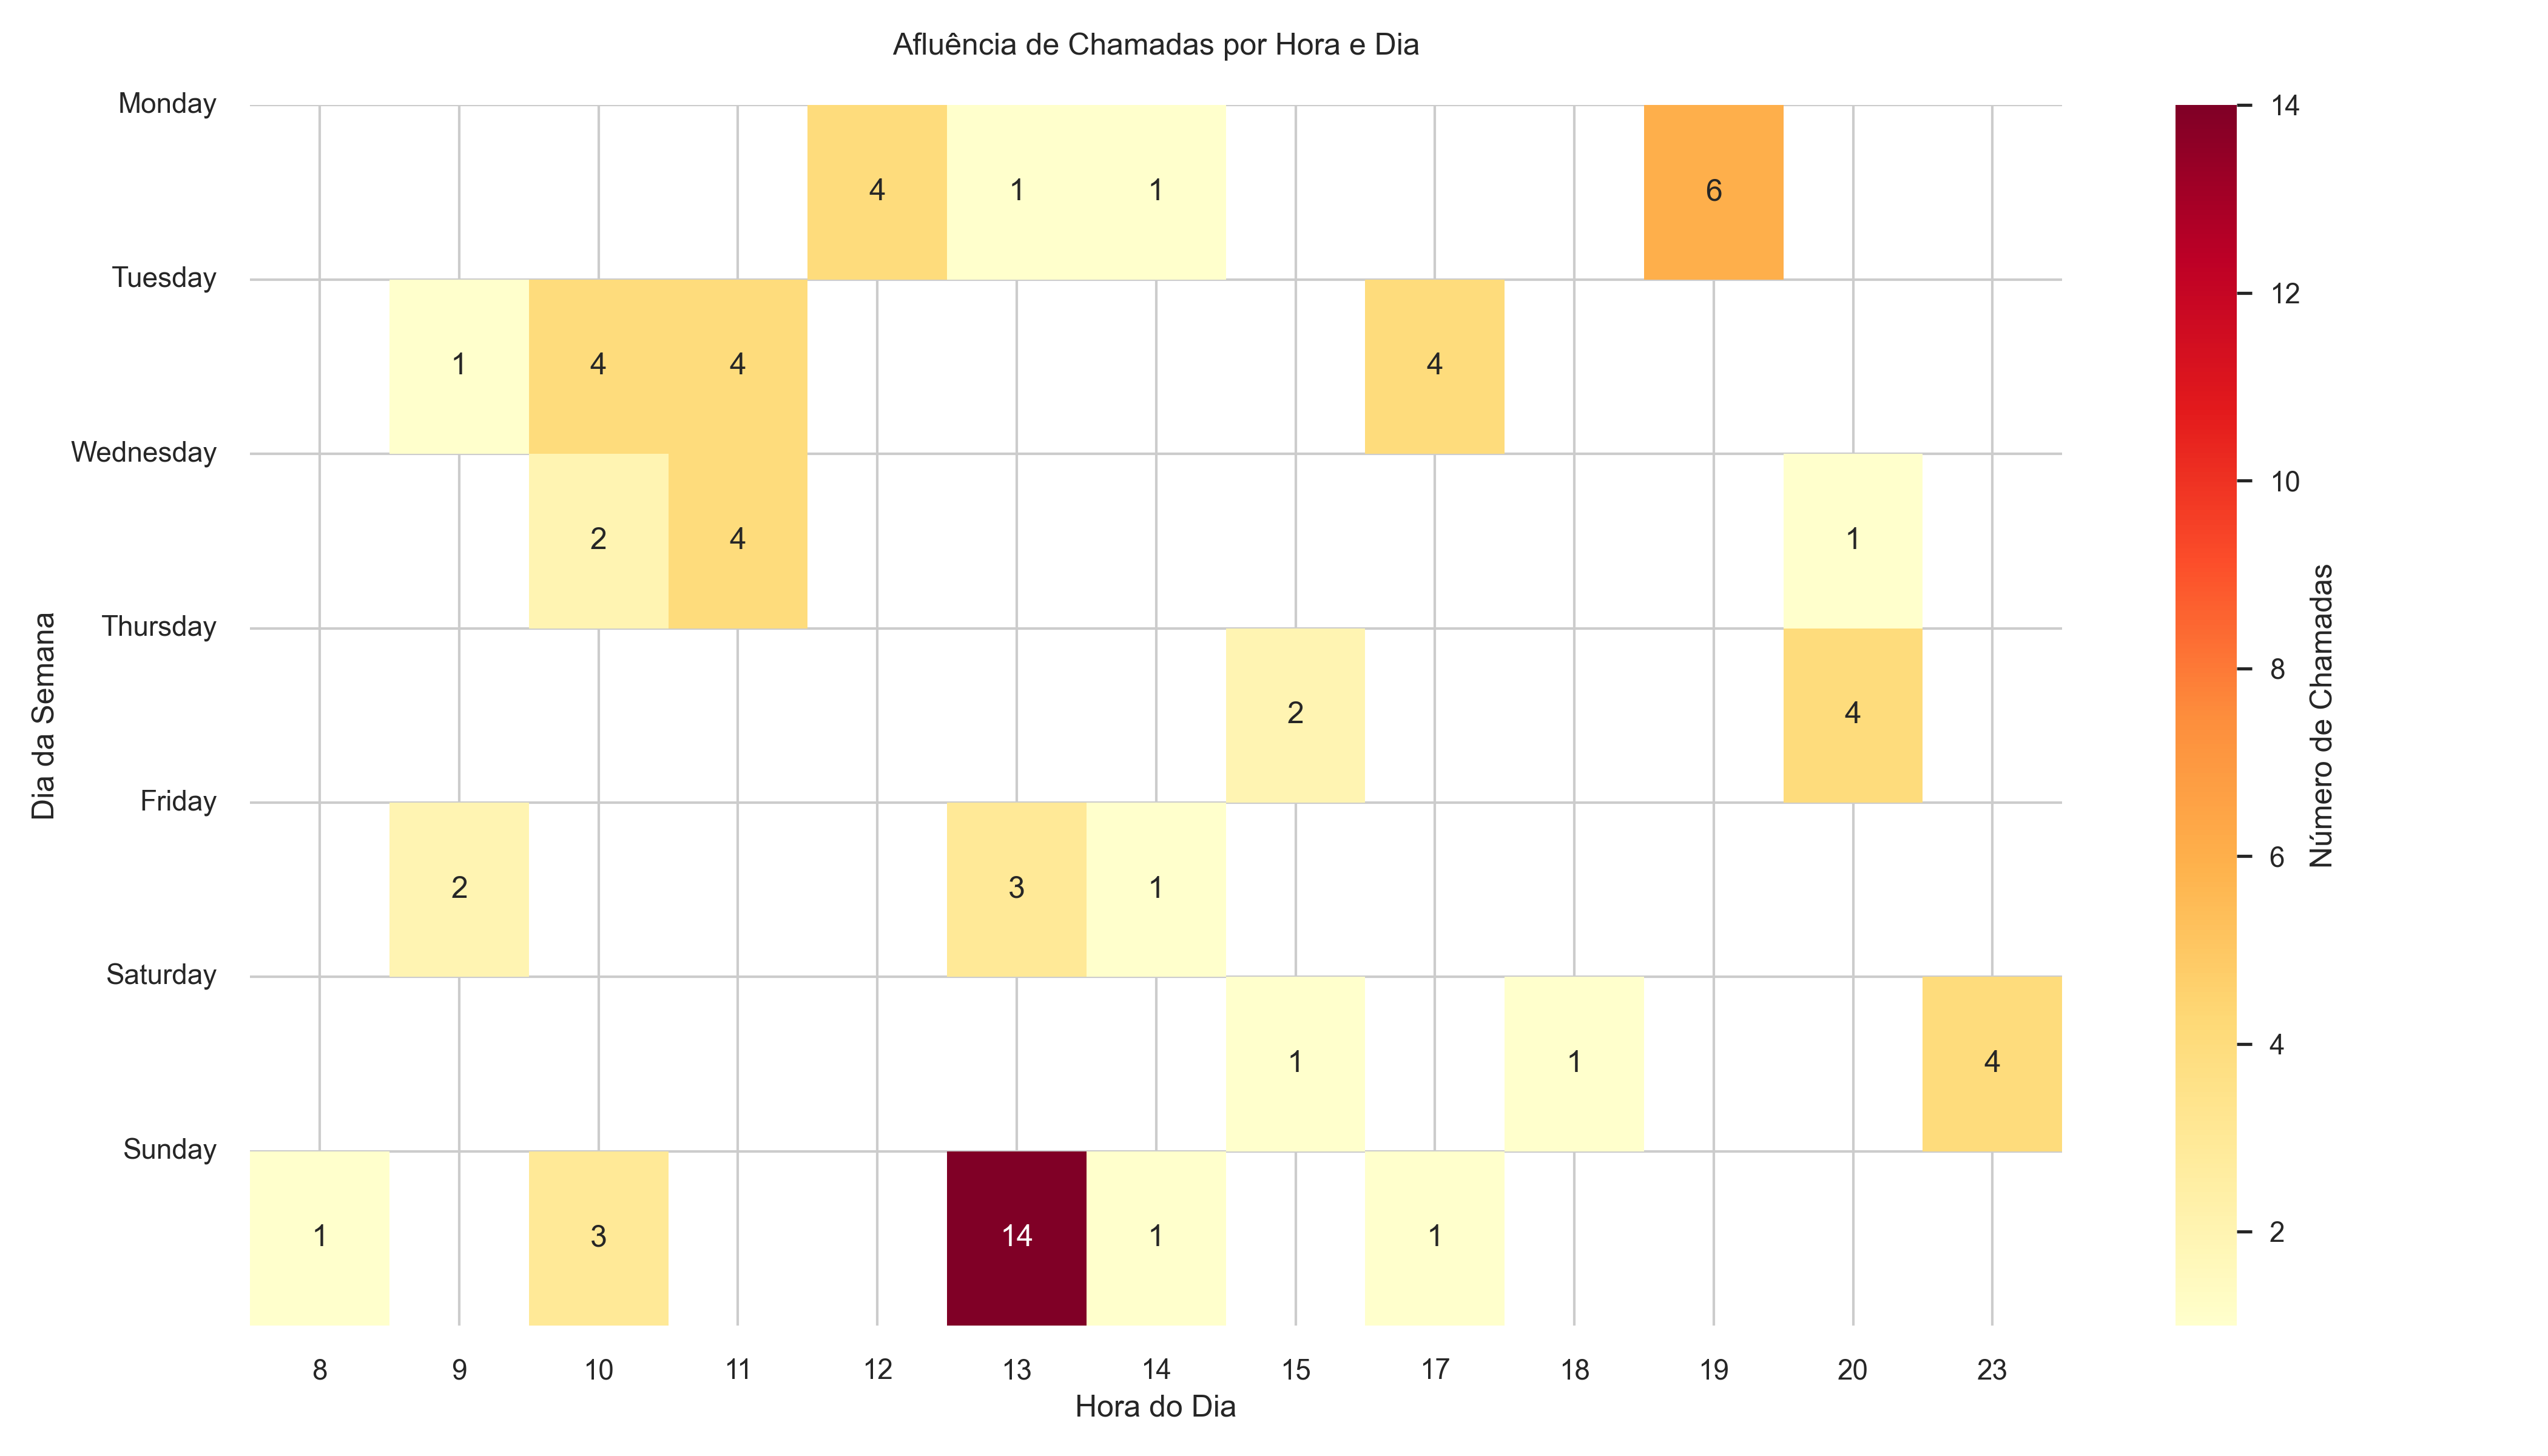 Afluência de Chamadas por Hora e Dia
Monday
4 1 1 6
Tuesday
1 4 4 4
Wednesday
2 4 1
Thursday
2 4
Friday
2 3 1
Saturday
1 1 4
Sunday
1 3 14 1 1
8 9 10 11 12 13 14 15 17 18 19 20 23
Hora do Dia
Dia da Semana
14
12
10
8
6
4
2
Número de Chamadas